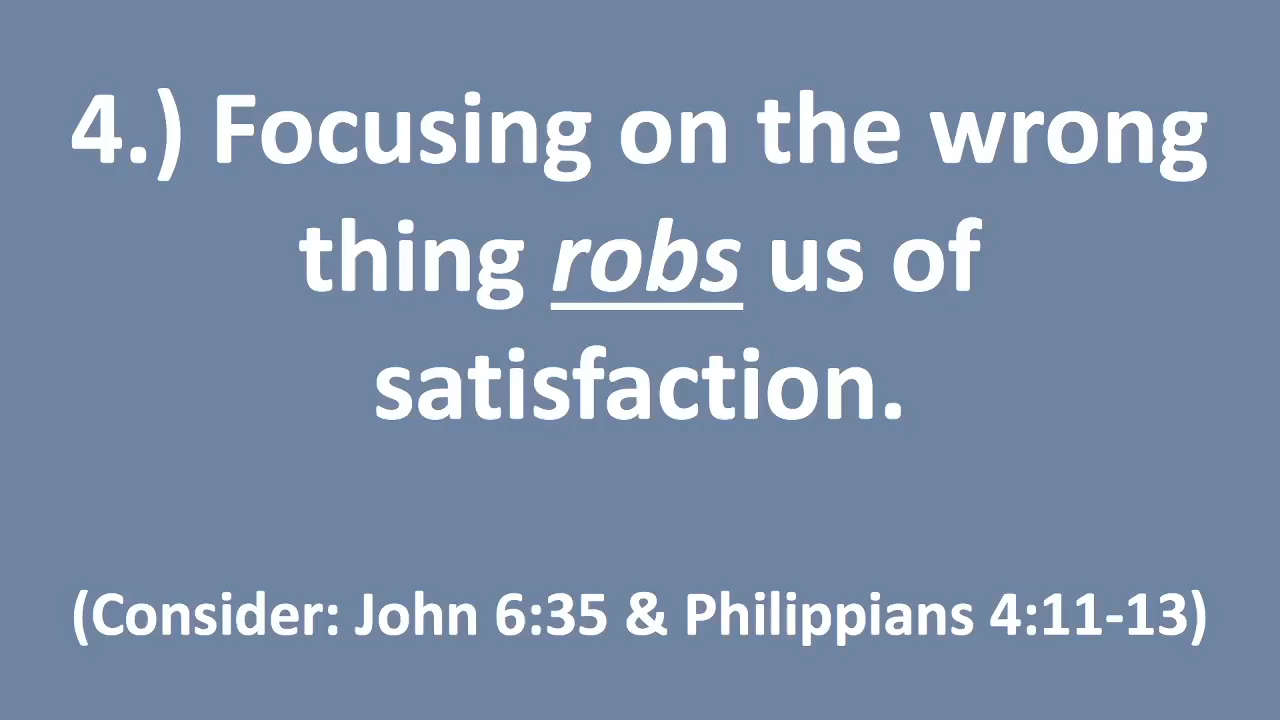 4.) Focusing on the wrong
thing robs us of
satisfaction.
(Consider: John 6:35 & Philippians 4:11-13)